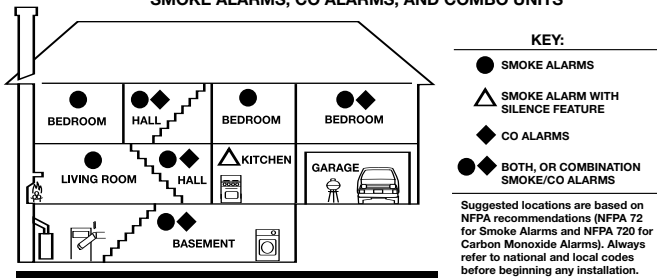 SMOKE ALARMS, CO ALARMS, AND COMBO UNITS
KEY:
SMOKE ALARMS
SMOKE ALARM WITH
SILENCE FEATURE
CO ALARMS
BOTH, OR COMBINATION
SMOKE/CO ALARMS
BEDROOM
HALL
BEDROOM
BEDROOM
LIVING ROOM
HALL
KITCHEN
GARAGE
BASEMENT
Suggested locations are based on
NFPA recommendations (NFPA 72
for Smoke Alarms and NFPA 720 for
Carbon Monoxide Alarms). Always
refer to national and local codes
before beginning any installation.